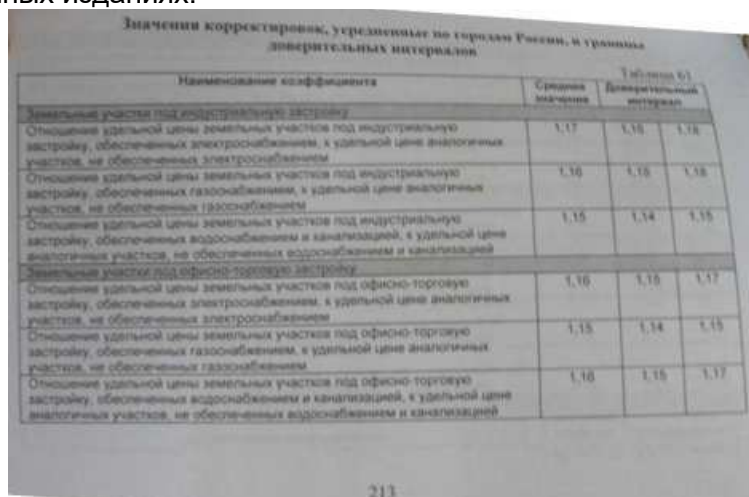 ных изданиях.
Значения корректировок, усредненные по городам России, и границы
доверительных интервалов
Таблица 61
Наименование коэффициента Среднее значение Доверительный интервал
Земельные участки под индустриальную застройку
Отношение удельной цены земельных участков под индустриальную 1,17 1,16 1,18
застройку, обеспеченных электроснабжением, к удельной цене аналогичных
участков, не обеспеченных электроснабжением
Отношение удельной цены земельных участков под индустриальную 1,16 1,15 1,18
застройку, обеспеченных газоснабжением, к удельной цене аналогичных
участков, не обеспеченных газоснабжением
Отношение удельной цены земельных участков под индустриальную 1,15 1,14 1,15
застройку, обеспеченных водоснабжением и канализацией, к удельной цене
аналогичных участков, не обеспеченных водоснабжением и канализацией
Земельные участки под офисно-торговую застройку
Отношение удельной цены земельных участков под офисно-торговую 1,16 1,15 1,17
застройку, обеспеченных электроснабжением, к удельной цене аналогичных
участков, не обеспеченных электроснабжением
Отношение удельной цены земельных участков под офисно-торговую 1,15 1,14 1,15
застройку, обеспеченных газоснабжением, к удельной цене аналогичных
участков, не обеспеченных газоснабжением
Отношение удельной цены земельных участков под офисно-торговую 1,16 1,15 1,17
застройку, обеспеченных водоснабжением и канализацией, к удельной цене
аналогичных участков, не обеспеченных водоснабжением и канализацией
213